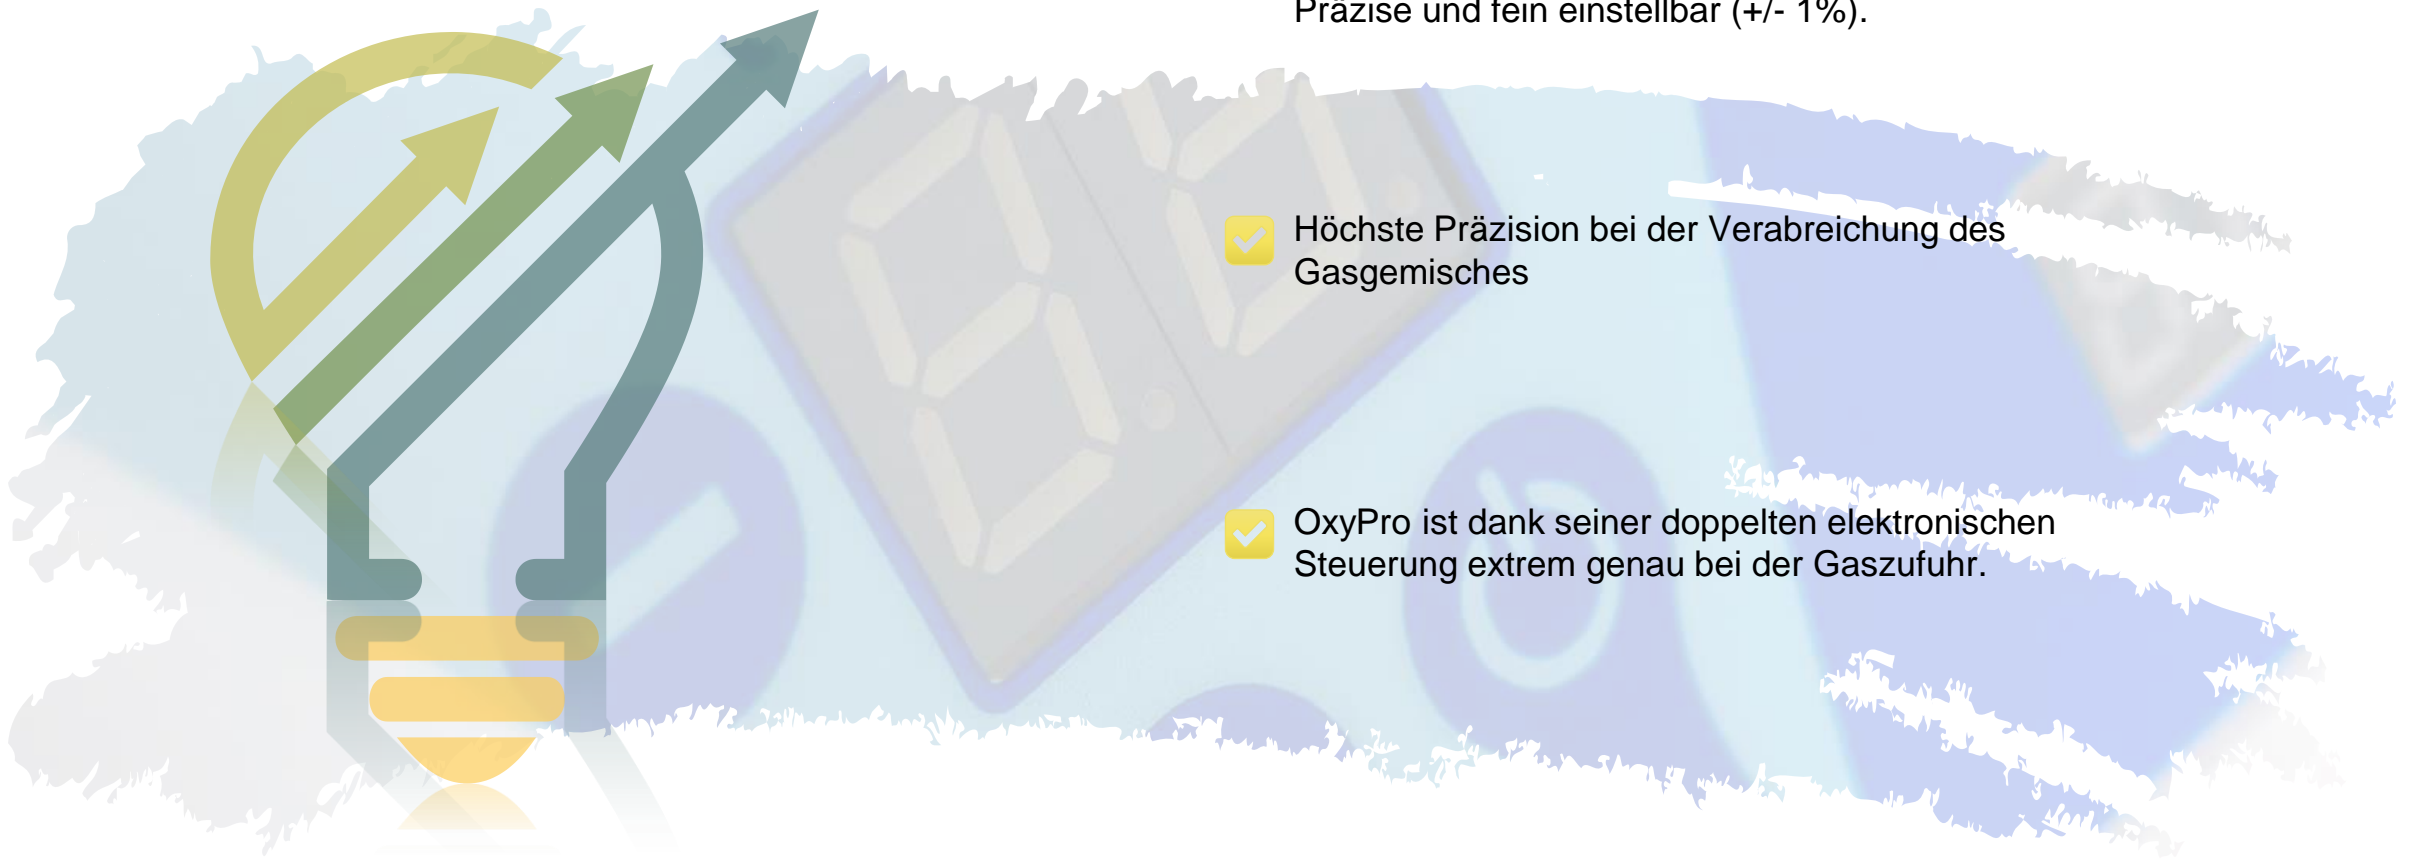 Präzise und fein einstellbar (+/- 1%).
Höchste Präzision bei der Verabreichung des
Gasgemisches
OxyPro ist dank seiner doppelten elektronischen
Steuerung extrem genau bei der Gaszufuhr.